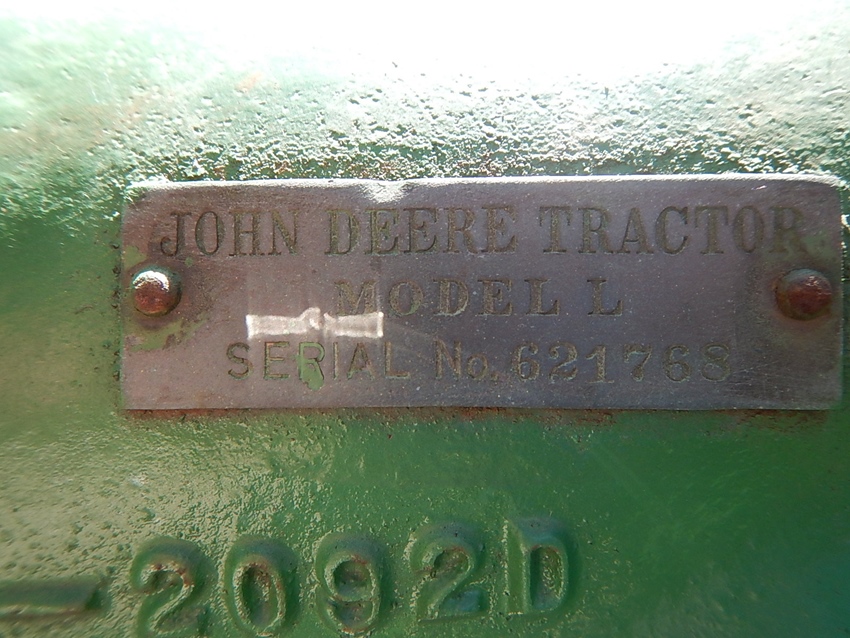 JOHN DEERE TRACTOR
MODEL L
SERIAL No. 621768
-2092D